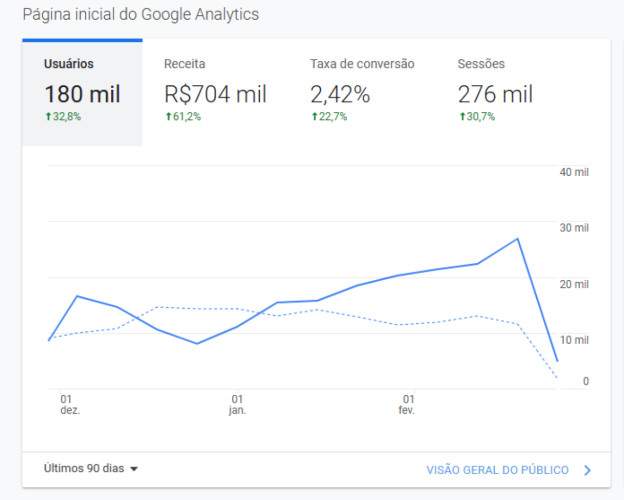 Página inicial do Google Analytics
Usuários
180 mil
32,8%
Receita
R$704 mil
61,2%
Taxa de conversão
2,42%
22,7%
Sessões
276 mil
30,7%
40 mil
30 mil
20 mil
10 mil
0
01
dez.
01
jan.
01
fev.
Últimos 90 dias
VISÃO GERAL DO PÚBLICO